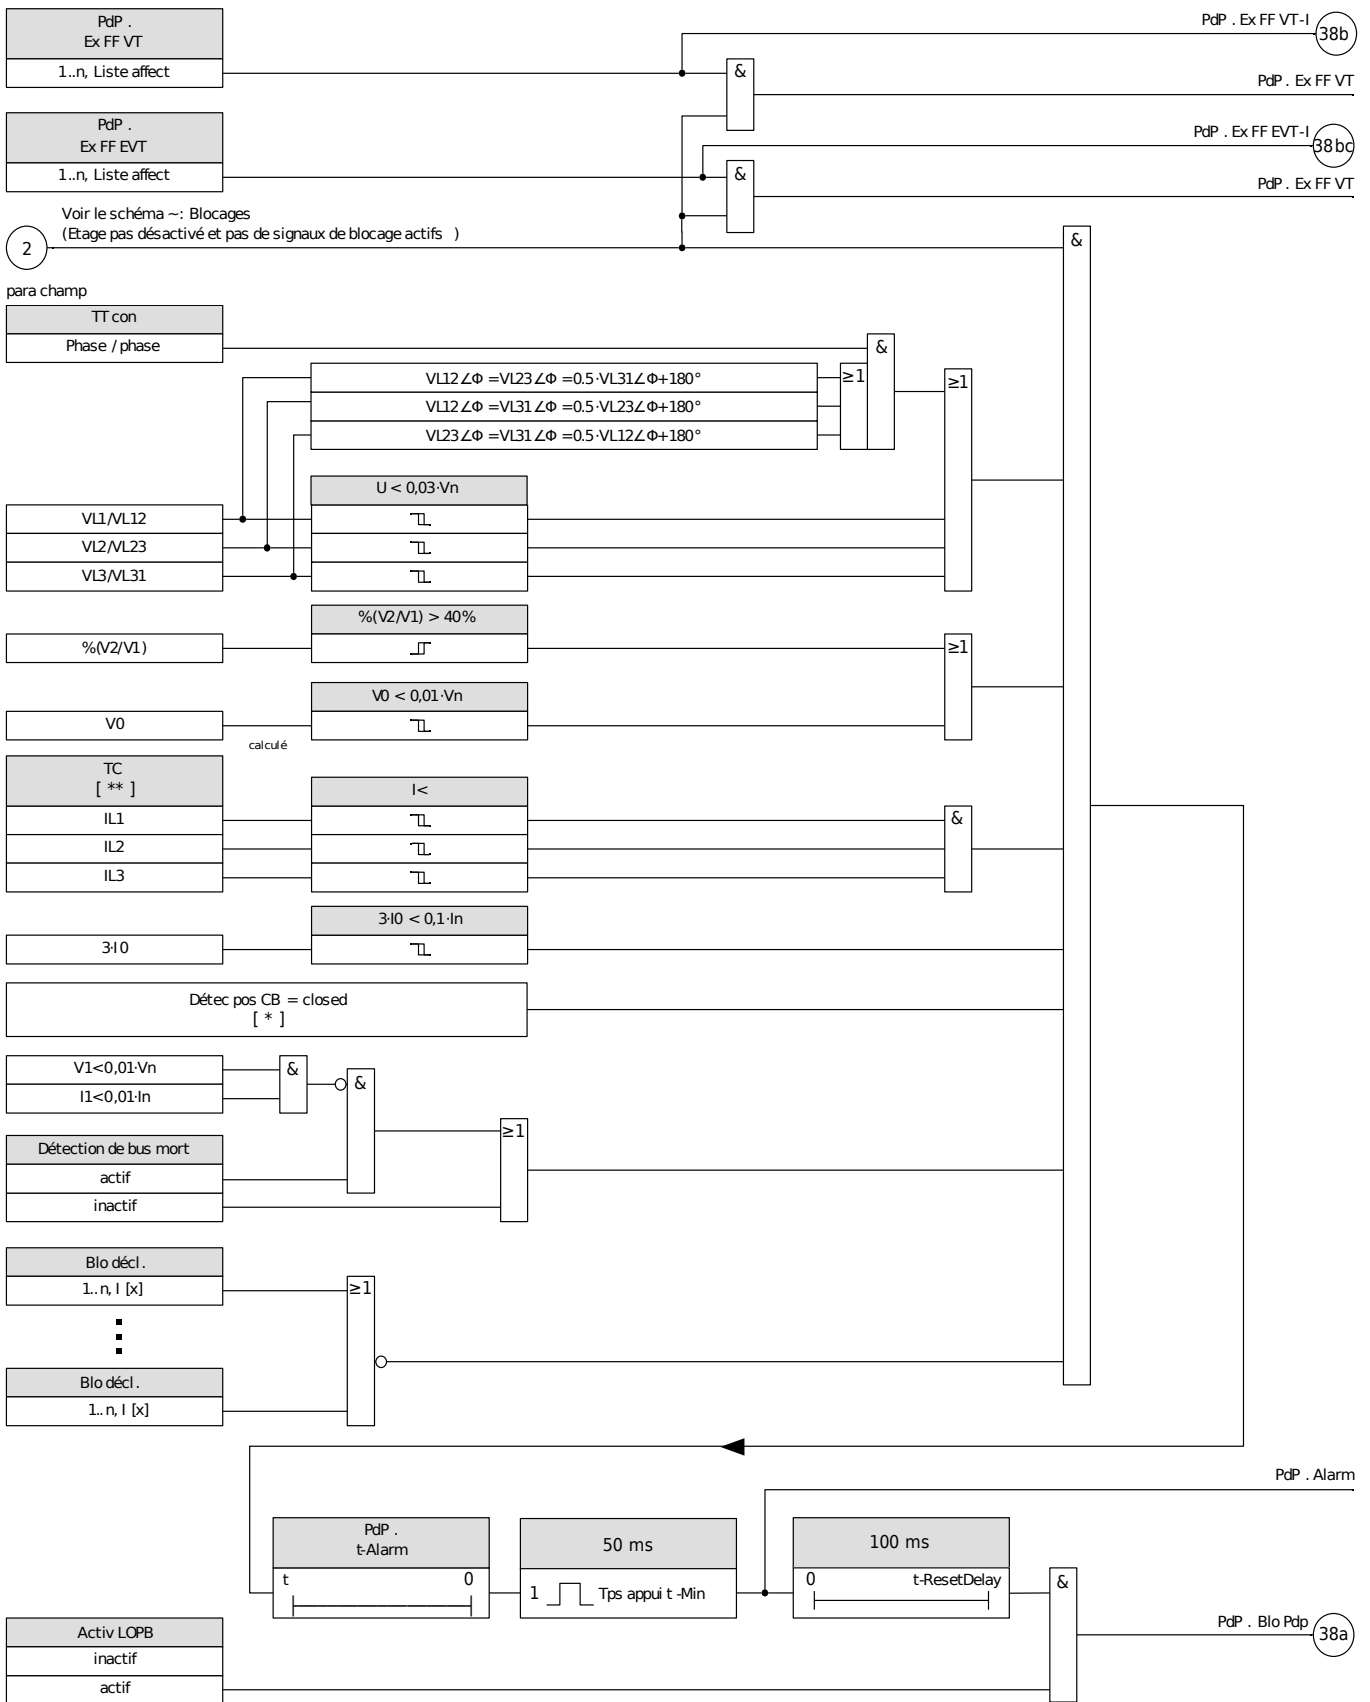 PdP .
Ex FF VT
1..n, Liste affect
PdP . Ex FF VT-I
38b
&
PdP . Ex FF VT
PdP .
Ex FF EVT
1..n, Liste affect
PdP . Ex FF EVT-I
38bc
&
PdP . Ex FF VT
Voir le schéma ~: Blocages
(Etage pas désactivé et pas de signaux de blocage actifs )
2
&
para champ
TT con
Phase / phase
&
VL12∠Φ =VL23∠Φ =0.5·VL31∠Φ+180°
≥1
≥1
VL12∠Φ =VL31∠Φ =0.5·VL23∠Φ+180°
VL23∠Φ =VL31∠Φ =0.5·VL12∠Φ+180°
U < 0,03·Vn
VL1/VL12
VL2/VL23
VL3/VL31
%(V2/V1) > 40%
%(V2/V1)
≥1
V0 < 0,01·Vn
V0
calculé
TC
[ ** ]
I<
IL1
&
IL2
IL3
3·I0 < 0,1·In
3·I0
Détec pos CB = closed
[ * ]
V1<0,01·Vn
&
&
I1<0,01·In
≥1
Détection de bus mort
actif
inactif
Blo décl .
1..n, I [x]
≥1
Blo décl .
1..n, I [x]
PdP . Alarm
PdP .
t-Alarm
50 ms
100 ms
t
0
1
Tps appui t -Min
0
t-ResetDelay
&
PdP . Blo Pdp
38a
Activ LOPB
inactif
actif